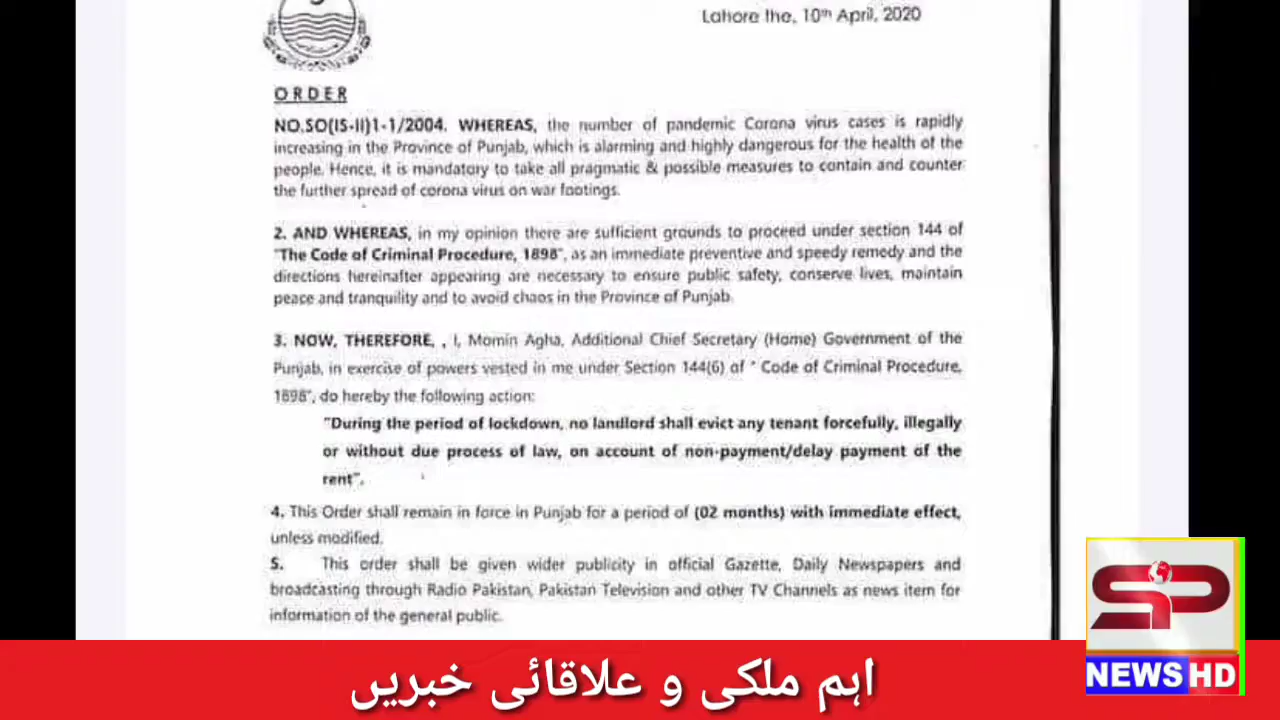 Lahore the, 10th April, 2020
ORDER
NO.SO(IS-II)1-1/2004. WHEREAS, the number of pandemic Corona virus cases is rapidly
increasing in the Province of Punjab, which is alarming and highly dangerous for the health of the
people. Hence, it is mandatory to take all pragmatic & possible measures to contain and counter
the further spread of corona virus on war footings.
2. AND WHEREAS, in my opinion there are sufficient grounds to proceed under section 144 of
"The Code of Criminal Procedure, 1898", as an immediate preventive and speedy remedy and the
directions hereinafter appearing are necessary to ensure public safety, conserve lives, maintain
peace and tranquility and to avoid chaos in the Province of Punjab.
3. NOW, THEREFORE, , I, Momin Agha, Additional Chief Secretary (Home) Government of the
Punjab, in exercise of powers vested in me under Section 144(6) of " Code of Criminal Procedure,
1898", do hereby the following action:
"During the period of lockdown, no landlord shall evict any tenant forcefully, illegally
or without due process of law, on account of non-payment/delay payment of the
rent".
4. This Order shall remain in force in Punjab for a period of (02 months) with immediate effect,
unless modified.
5. This order shall be given wider publicity in official Gazette, Daily Newspapers and
broadcasting through Radio Pakistan, Pakistan Television and other TV Channels as news item for
information of the general public.
SP
NEWS HD
اہم ملکی و علاقائی خبریں